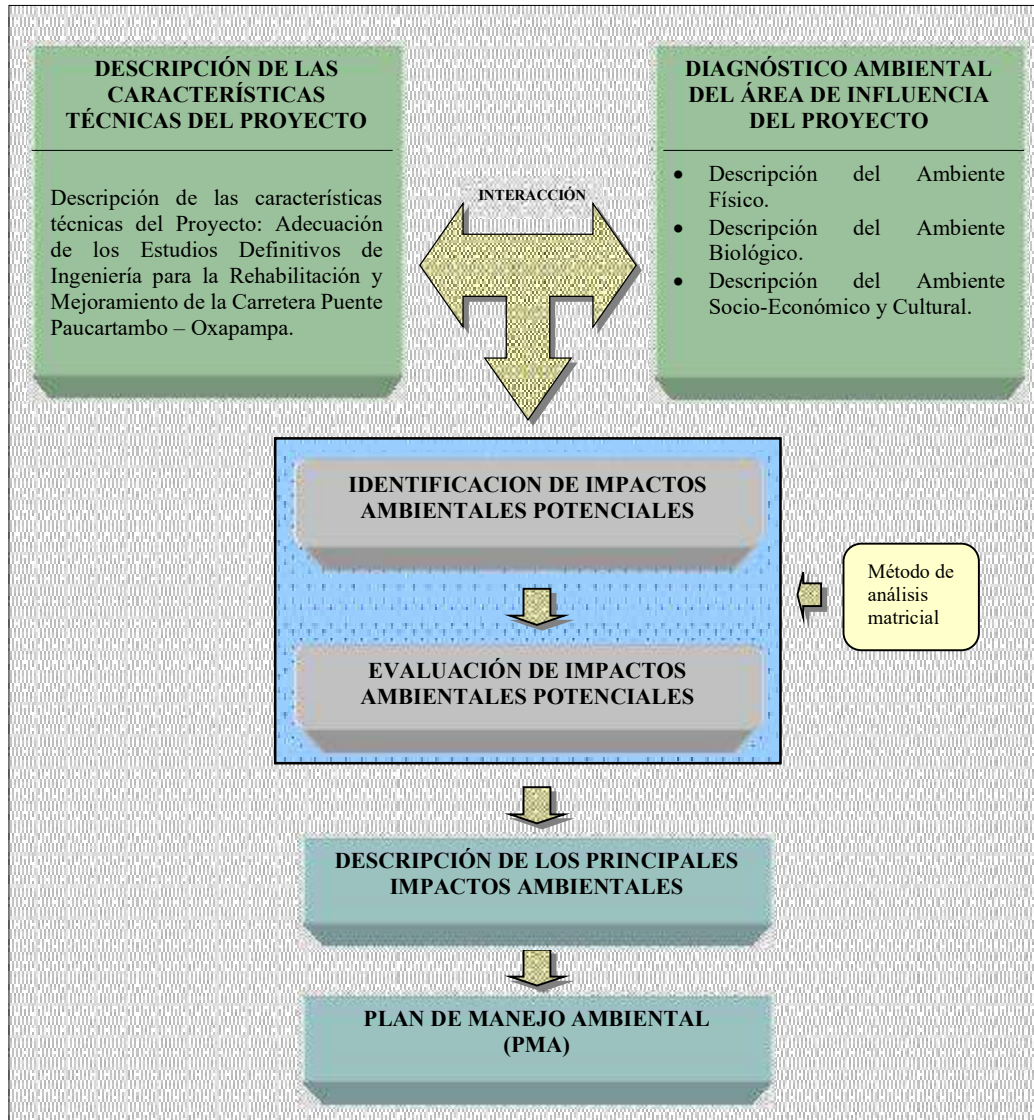 DESCRIPCIÓN DE LAS
CARACTERÍSTICAS
TÉCNICAS DEL PROYECTO
Descripción de las características
técnicas del Proyecto: Adecuación
de los Estudios Definitivos de
Ingeniería para la Rehabilitación y
Mejoramiento de la Carretera Puente
Paucartambo – Oxapampa.
DIAGNÓSTICO AMBIENTAL
DEL ÁREA DE INFLUENCIA
DEL PROYECTO
• Descripción del Ambiente
Físico.
• Descripción del Ambiente
Biológico.
• Descripción del Ambiente
Socio-Económico y Cultural.
INTERACCIÓN
IDENTIFICACION DE IMPACTOS
AMBIENTALES POTENCIALES
Método de
análisis
matricial
EVALUACIÓN DE IMPACTOS
AMBIENTALES POTENCIALES
DESCRIPCIÓN DE LOS PRINCIPALES
IMPACTOS AMBIENTALES
PLAN DE MANEJO AMBIENTAL
(PMA)